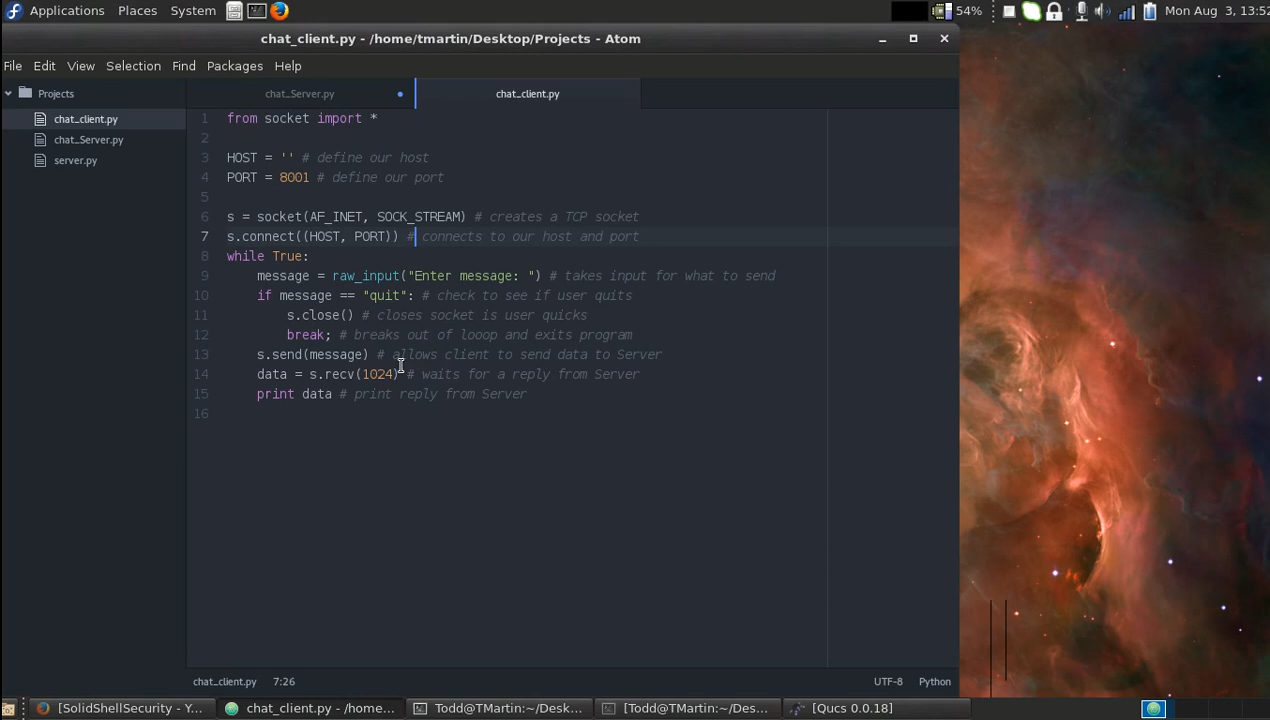 Applications Places System 54% Mon Aug 3, 13:52
chat_client.py - /home/tmartin/Desktop/Projects - Atom
File Edit View Selection Find Packages Help
Projects
chat_client.py
chat_Server.py
server.py
chat_Server.py chat_client.py
1 from socket import *
2
3 HOST = '' # define our host
4 PORT = 8001 # define our port
5
6 s = socket(AF_INET, SOCK_STREAM) # creates a TCP socket
7 s.connect((HOST, PORT)) # connects to our host and port
8 while True:
9 message = raw_input("Enter message: ") # takes input for what to send
10 if message == "quit": # check to see if user quits
11 s.close() # closes socket is user quicks
12 break; # breaks out of looop and exits program
13 s.send(message) # allows client to send data to Server
14 data = s.recv(1024) # waits for a reply from Server
15 print data # print reply from Server
16
chat_client.py 7:26 UTF-8 Python
[SolidShellSecurity - Y... chat_client.py - /home... Todd@TMartin:~/Desk... [Todd@TMartin:~/Des... [Qucs 0.0.18]